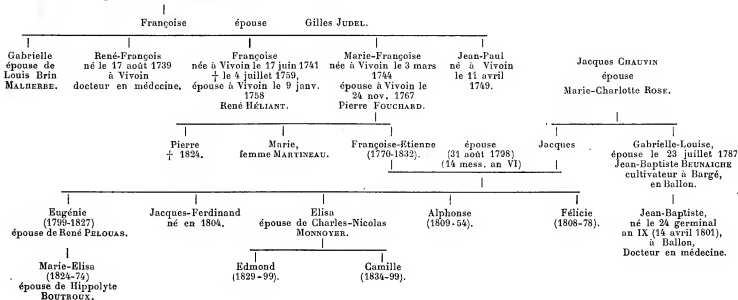 Françoise épouse Gilles JUDEL.
Gabrielle
épouse de
Louis Brin
MALHERBE.
René-François
né le 17 août 1739
à Vivoin
docteur en médecine.
Françoise
née à Vivoin le 17 juin 1741
† le 4 juillet 1759,
épouse à Vivoin le 9 janv.
1758
René HÉLIANT.
Marie-Françoise
née à Vivoin le 3 mars
1744
épouse à Vivoin le
24 nov. 1767
Pierre FOUCHARD.
Jean-Paul
né à Vivoin
le 11 avril
1749.
Jacques CHAUVIN
épouse
Marie-Charlotte ROSE.
Pierre
† 1824.
Marie,
femme MARTINEAU.
Françoise-Etienne
(1770-1832).
épouse
(31 août 1798)
(14 mess. an VI)
Jacques
Gabrielle-Louise,
épouse le 23 juillet 1787
Jean-Baptiste BEUNAICHE
cultivateur à Bargé,
en Ballon.
Eugénie
(1799-1827)
épouse de René PELOUAS.
Jacques-Ferdinand
né en 1804.
Elisa
épouse de Charles-Nicolas
MONNOYER.
Alphonse
(1809-54).
Félicie
(1808-78).
Jean-Baptiste,
né le 24 germinal
an IX (14 avril 1801),
à Ballon,
Docteur en médecine.
Marie-Elisa
(1824-74)
épouse de Hippolyte
BOUTROUX.
Edmond
(1829-99).
Camille
(1834-99).